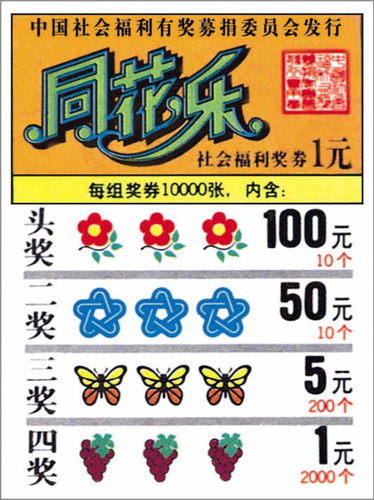 中国社会福利有奖募捐委员会发行
同花乐
社会福利奖券1元
每组奖券10000张，内含：
头奖 100元
10个
二奖 50元
10个
三奖 5元
200个
四奖 1元
2000个